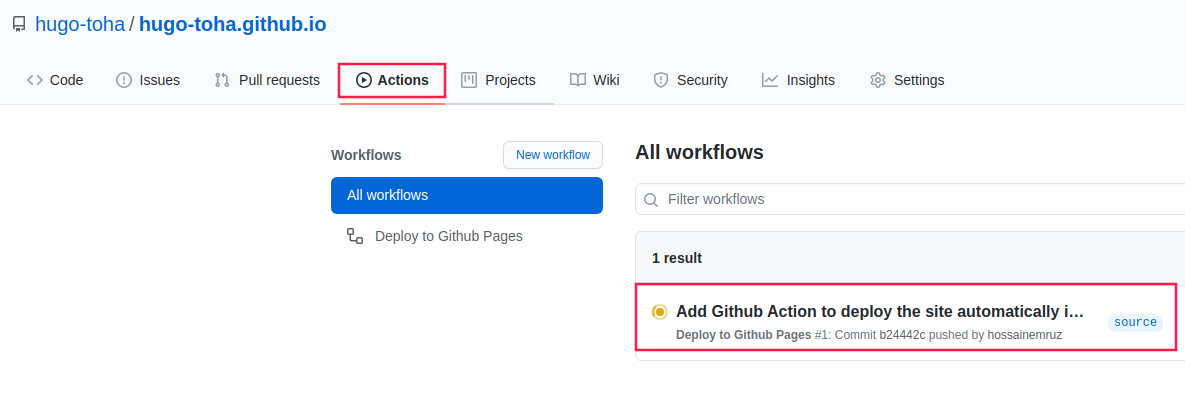 hugo-toha / hugo-toha.github.io
Code Issues Pull requests Actions Projects Wiki Security Insights Settings
Workflows
New workflow
All workflows
Deploy to Github Pages
All workflows
Filter workflows
1 result
Add Github Action to deploy the site automatically i…
source
Deploy to Github Pages #1: Commit b24442c pushed by hossainemruz